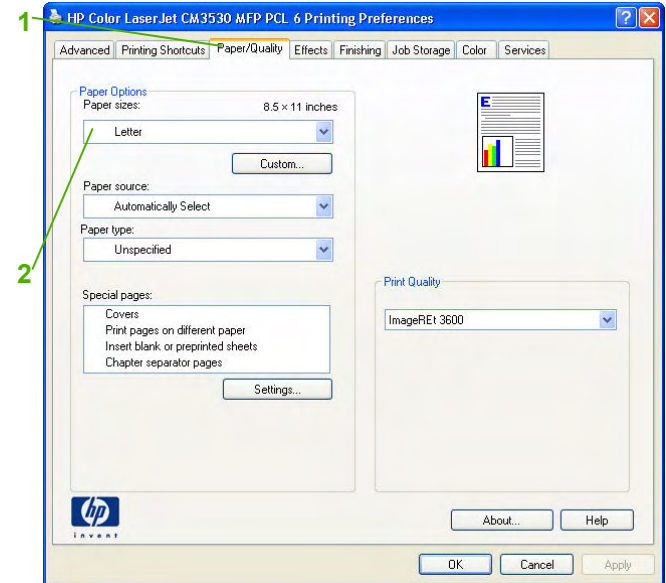 1
HP Color LaserJet CM3530 MFP PCL 6 Printing Preferences
Advanced Printing Shortcuts Paper/Quality Effects Finishing Job Storage Color Services
Paper Options
Paper sizes: 8.5 × 11 inches
Letter
Custom...
Paper source:
Automatically Select
Paper type:
Unspecified
2
Special pages:
Covers
Print pages on different paper
Insert blank or preprinted sheets
Chapter separator pages
Settings...
E
Print Quality
ImageREt 3600
hp
invent
About... Help
OK Cancel Apply